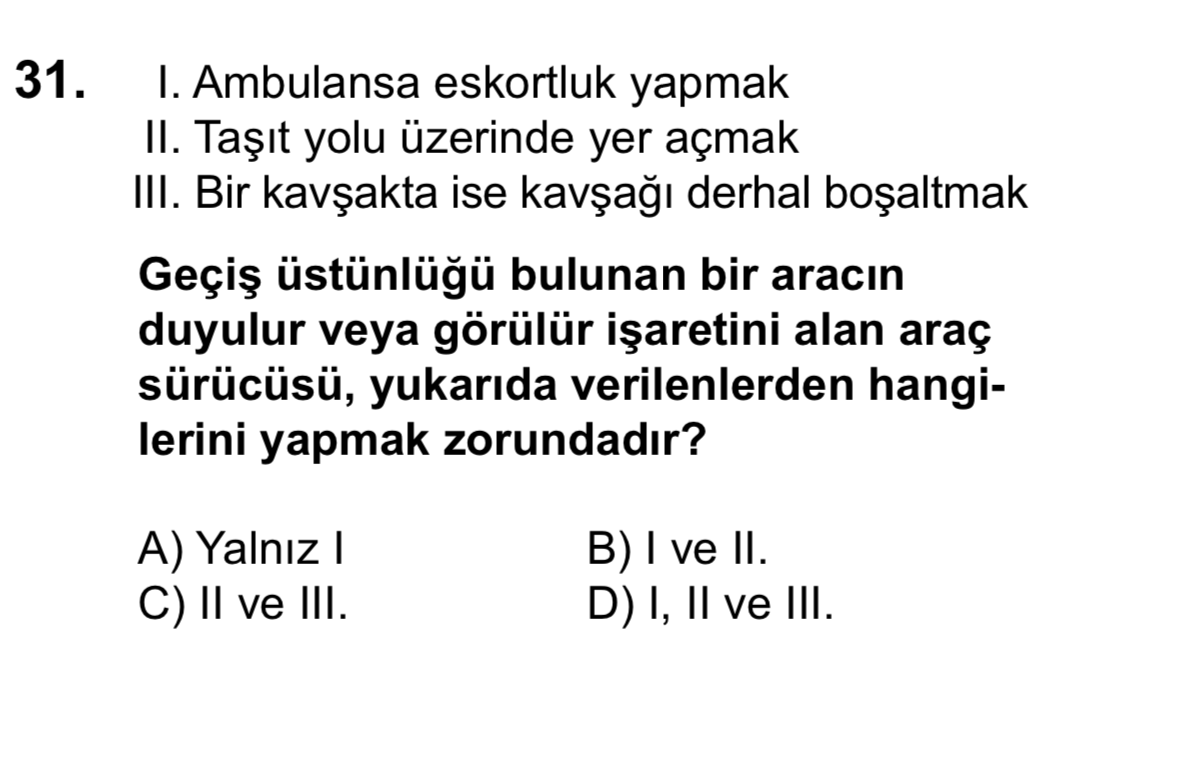 31. I. Ambulansa eskortluk yapmak
II. Taşıt yolu üzerinde yer açmak
III. Bir kavşakta ise kavşağı derhal boşaltmak
Geçiş üstünlüğü bulunan bir aracın
duyulur veya görülür işaretini alan araç
sürücüsü, yukarıda verilenlerden hangi-
lerini yapmak zorundadır?
A) Yalnız I B) I ve II.
C) II ve III. D) I, II ve III.